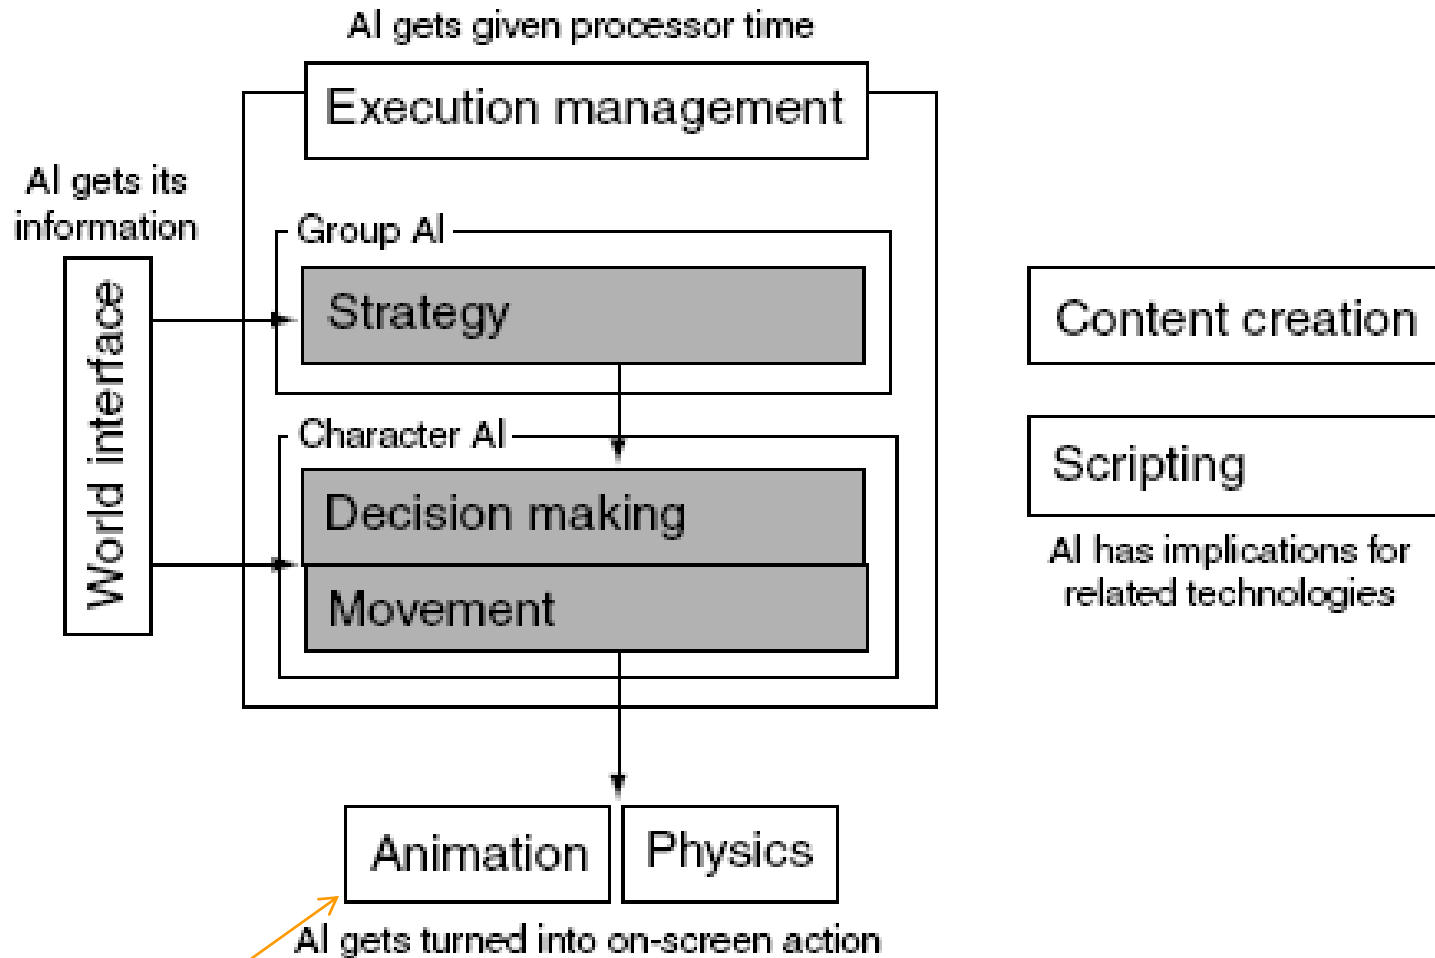 AI gets given processor time
Execution management
AI gets its
information
World interface
Group AI
Strategy
Character AI
Decision making
Movement
Content creation
Scripting
AI has implications for
related technologies
Animation
Physics
AI gets turned into on-screen action